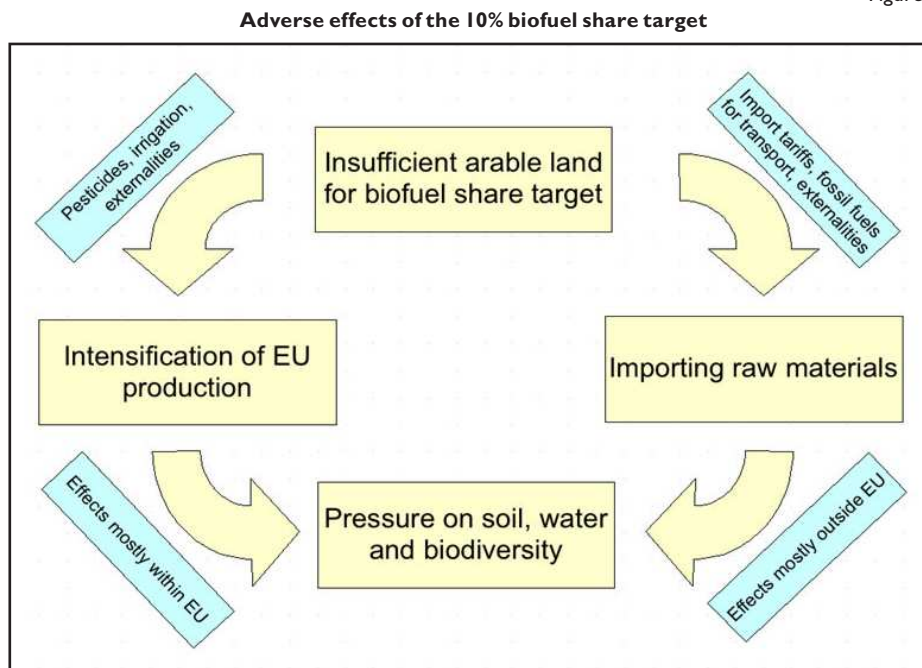 Adverse effects of the 10% biofuel share target
Pesticides, irrigation,
externalities
Insufficient arable land
for biofuel share target
Import tariffs, fossil fuels
for transport, externalities
Intensification of EU
production
Importing raw materials
Effects mostly within EU
Pressure on soil, water
and biodiversity
Effects mostly outside EU